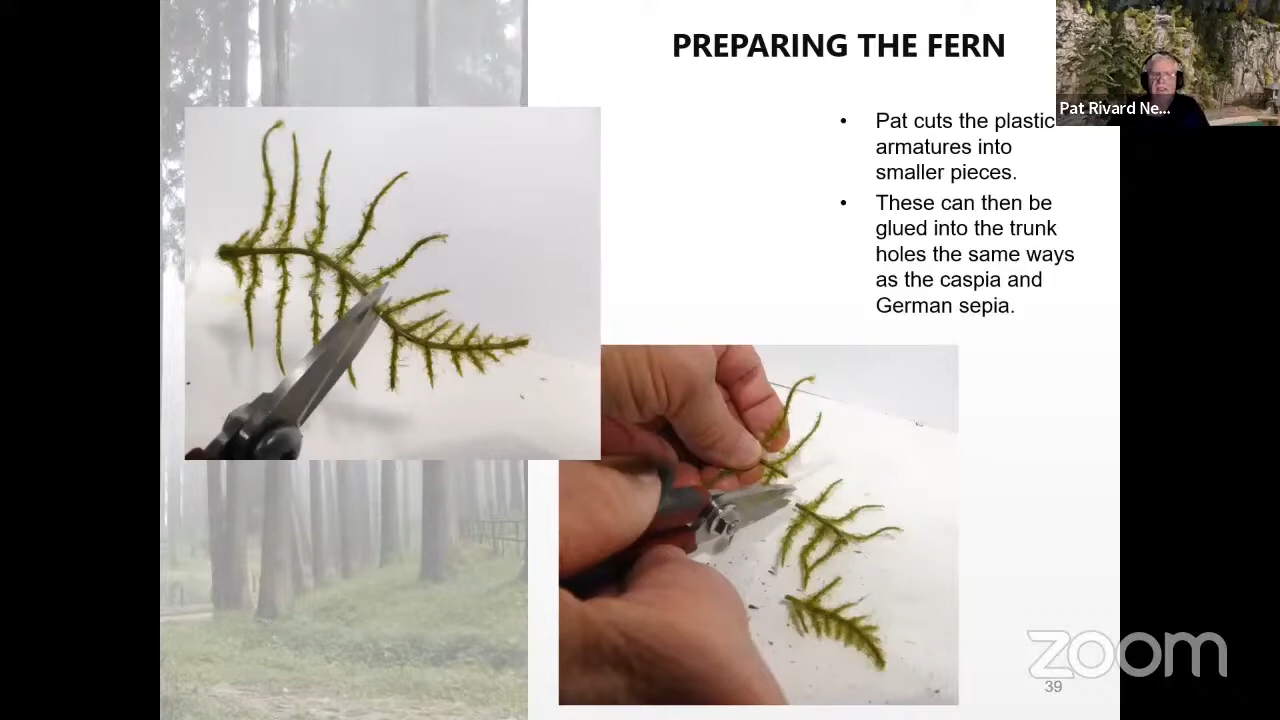 PREPARING THE FERN
Pat Rivard Ne...
• Pat cuts the plastic
armatures into
smaller pieces.
• These can then be
glued into the trunk
holes the same ways
as the caspia and
German sepia.
zoom
39